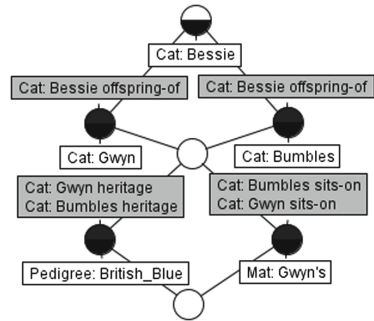 Cat: Bessie
Cat: Bessie offspring-of
Cat: Bessie offspring-of
Cat: Gwyn
Cat: Bumbles
Cat: Gwyn heritage
Cat: Bumbles heritage
Cat: Bumbles sits-on
Cat: Gwyn sits-on
Pedigree: British_Blue
Mat: Gwyn's